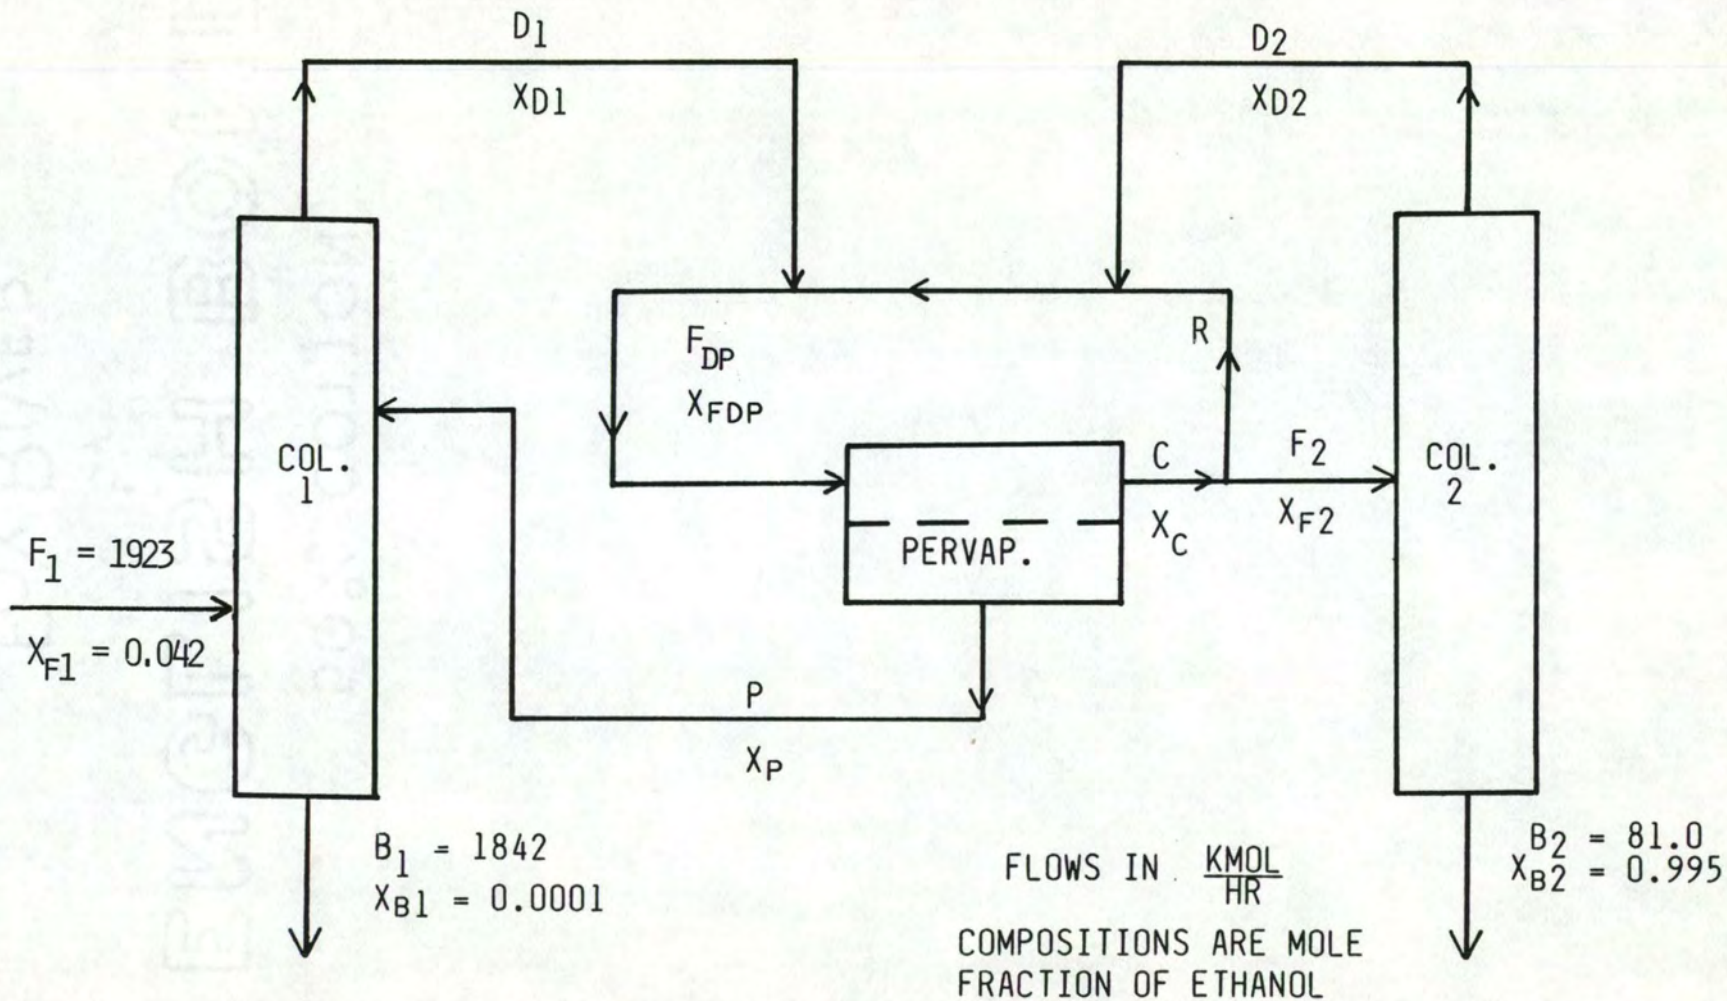 D1
XD1
D2
XD2
R
FDP
XFDP
COL.
1
C
XC
F2
XF2
COL.
2
PERVAP.
F1 = 1923
XF1 = 0.042
P
XP
B1 = 1842
XB1 = 0.0001
B2 = 81.0
XB2 = 0.995
FLOWS IN KMOL
HR
COMPOSITIONS ARE MOLE
FRACTION OF ETHANOL